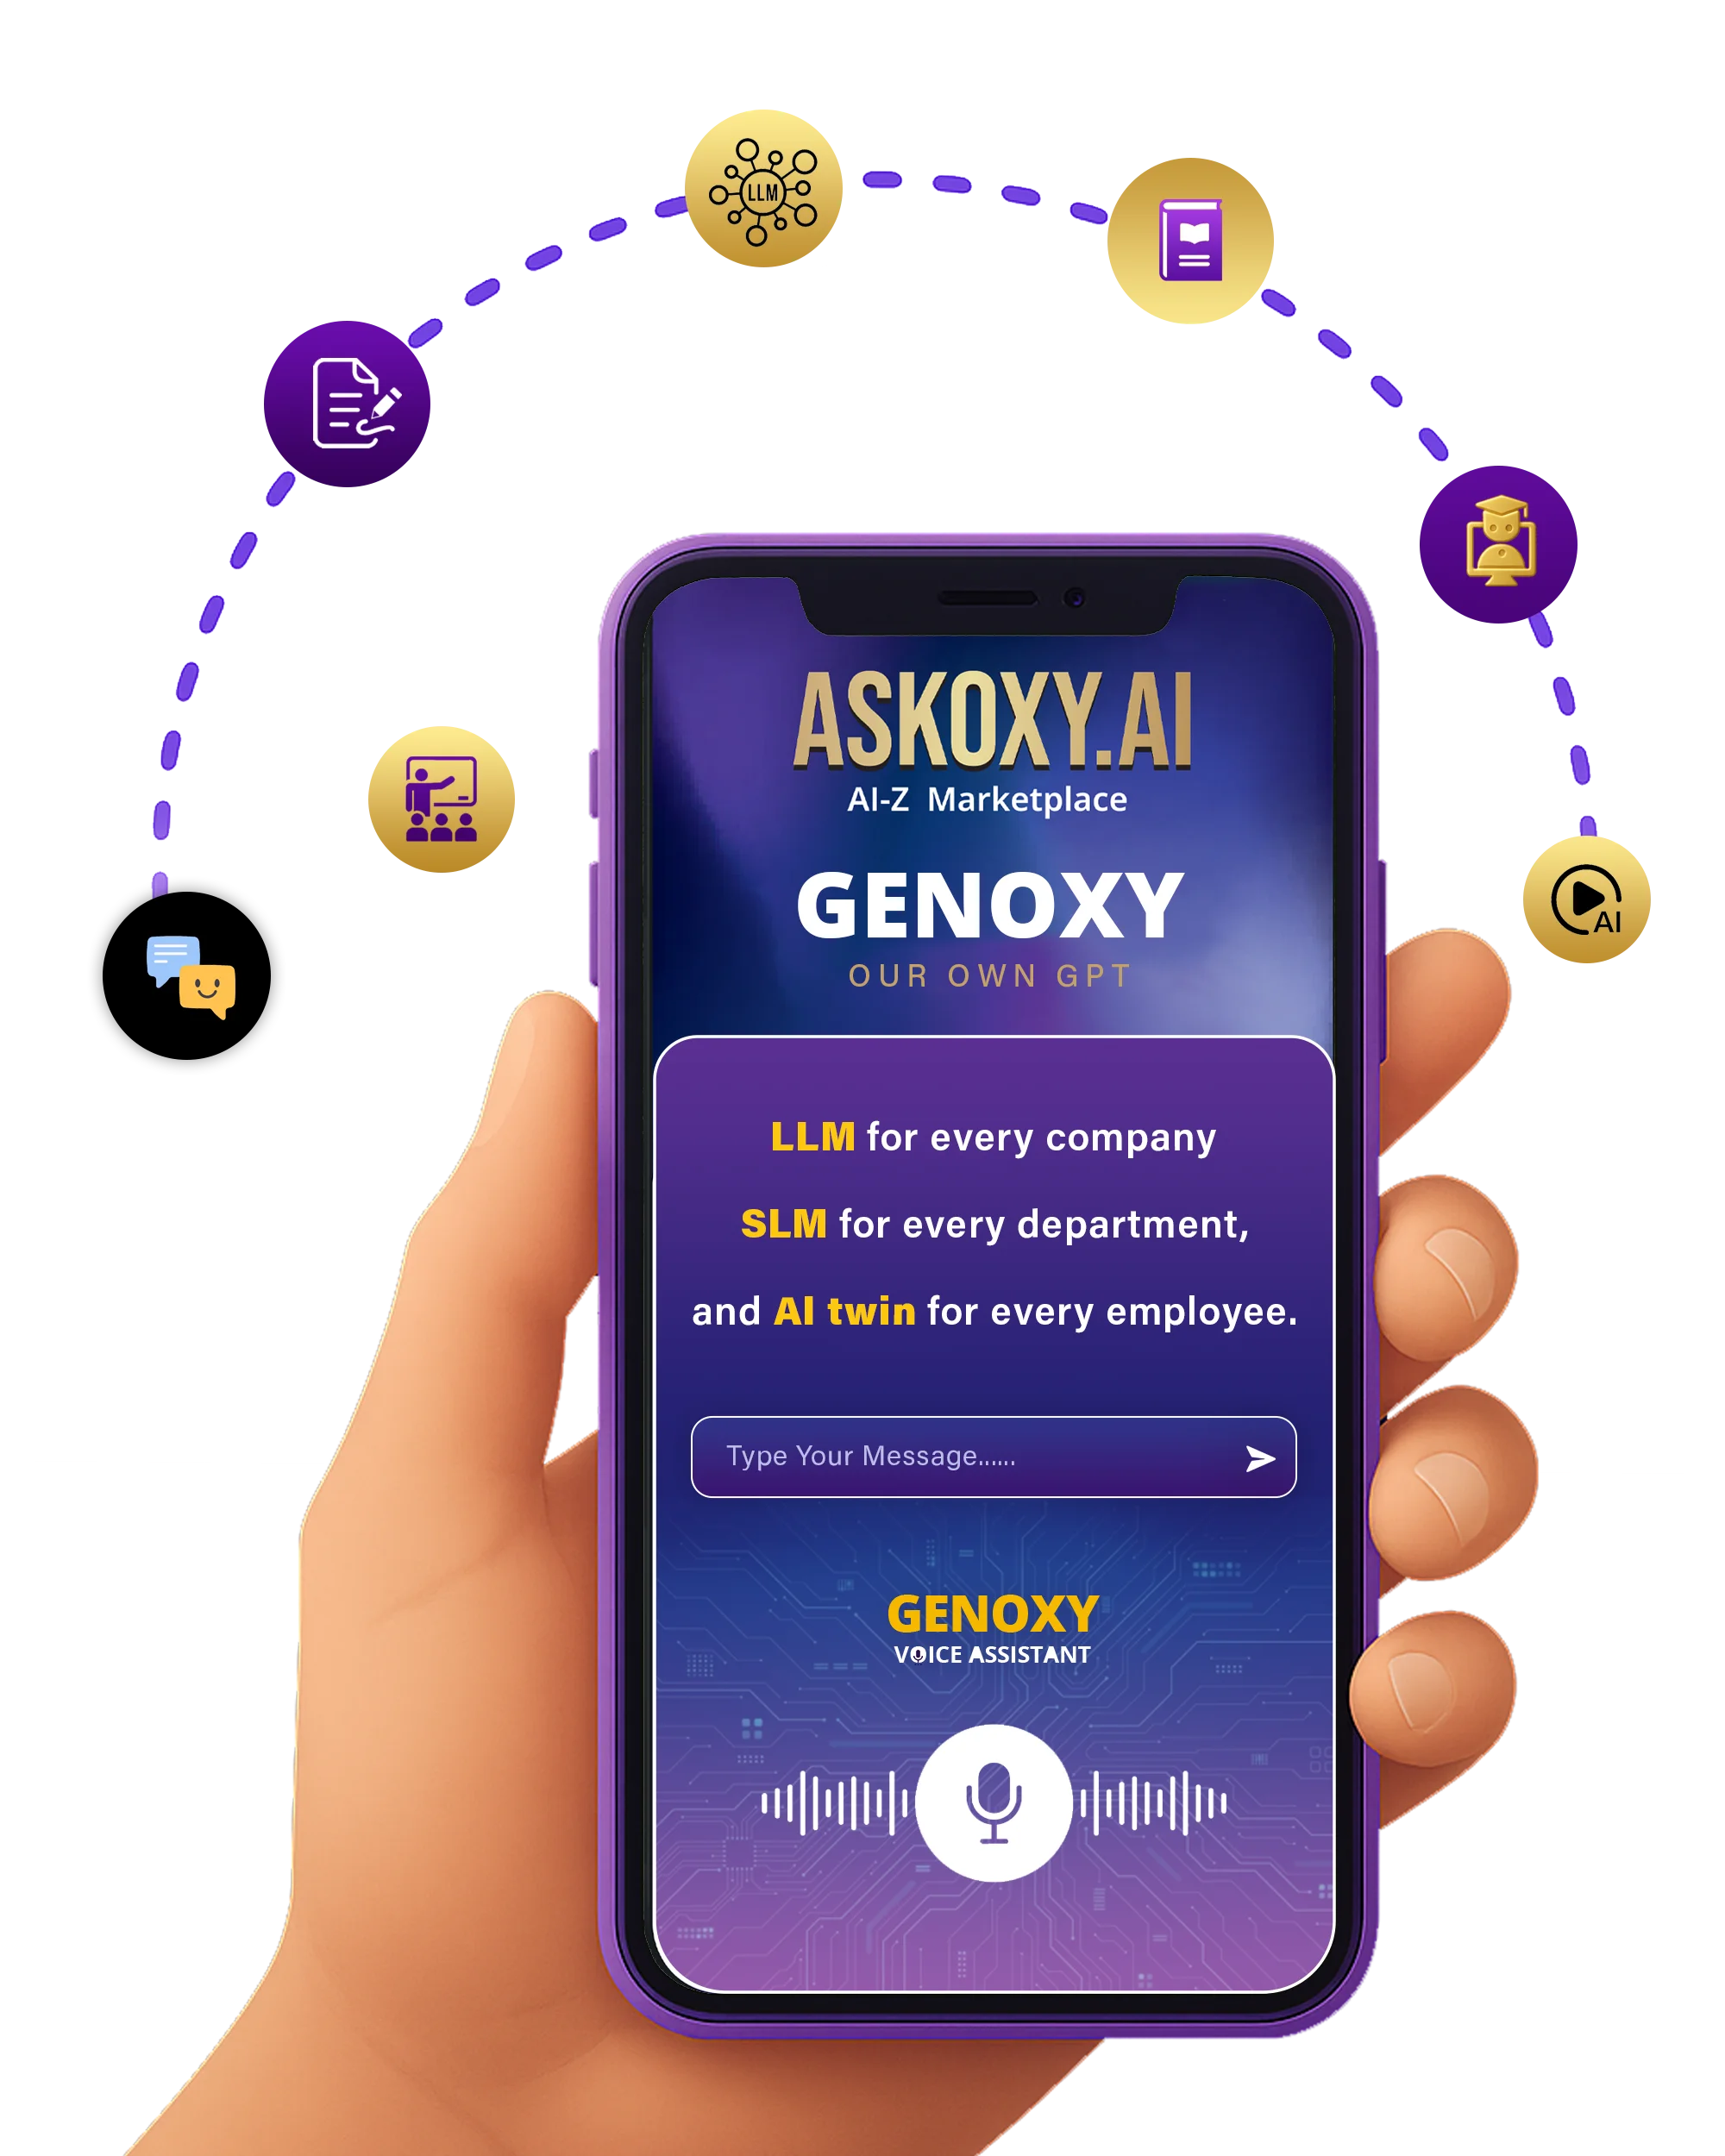 LLM
ASKOXY.AI
AI-Z Marketplace
GENOXY
OUR OWN GPT
AI
LLM for every company
SLM for every department,
and AI twin for every employee.
Type Your Message......
GENOXY
VOICE ASSISTANT